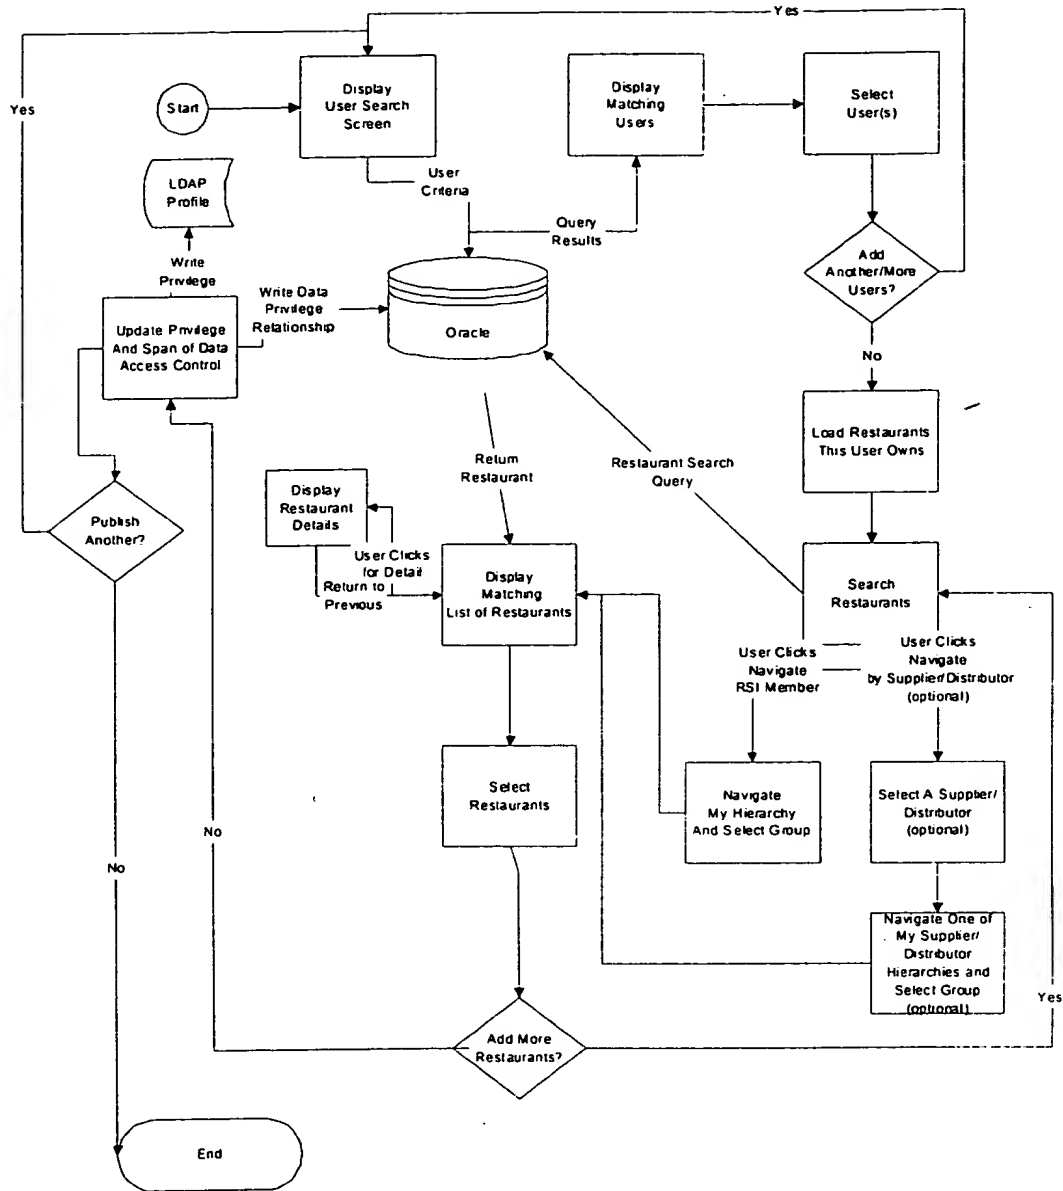 Yes
Yes
Start
Display
User Search
Screen
Display
Matching
Users
Select
User(s)
LDAP
Profile
User
Criteria
Query
Results
Add
Another/More
Users?
Write
Privilege
Write Data
Privilege
Relationship
Oracle
Update Privilege
And Span of Data
Access Control
No
Load Restaurants
This User Owns
Return
Restaurant
Restaurant Search
Query
Display
Restaurant
Details
Publish
Another?
User Clicks
for Detail
Return to
Previous
Display
Matching
List of Restaurants
Search
Restaurants
User Clicks
Navigate
RSI Member
User Clicks
Navigate
by Supplier/Distributor
(optional)
Select
Restaurants
Navigate
My Hierarchy
And Select Group
Select A Supplier/
Distributor
(optional)
No
No
Navigate One of
My Supplier/
Distributor
Hierarchies and
Select Group
(optional)
Yes
Add More
Restaurants?
End